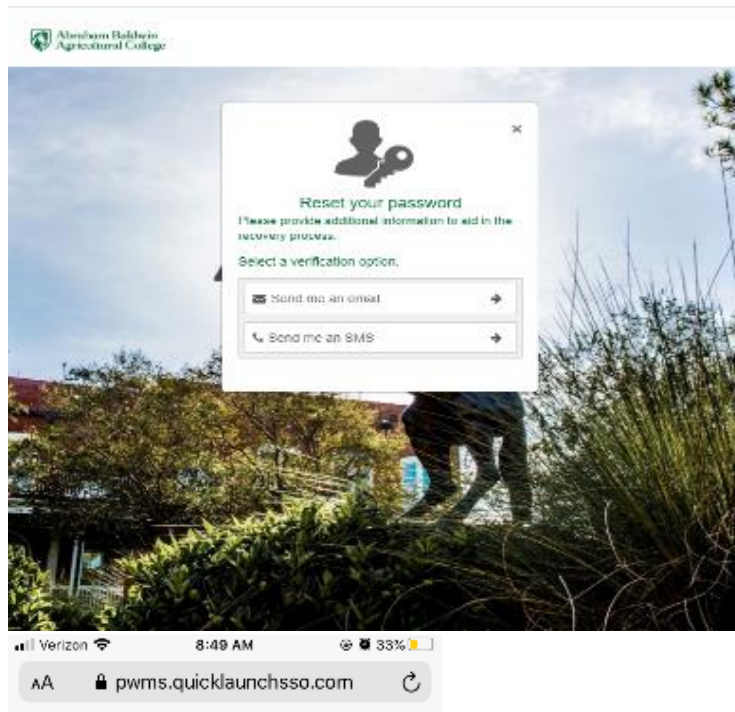 Abraham Baldwin
Agricultural College
×
Reset your password
Please provide additional information to aid in the
recovery process.
Select a verification option.
Send me an email
Send me an SMS
Verizon 8:49 AM 33%
AA pwms.quicklaunchsso.com